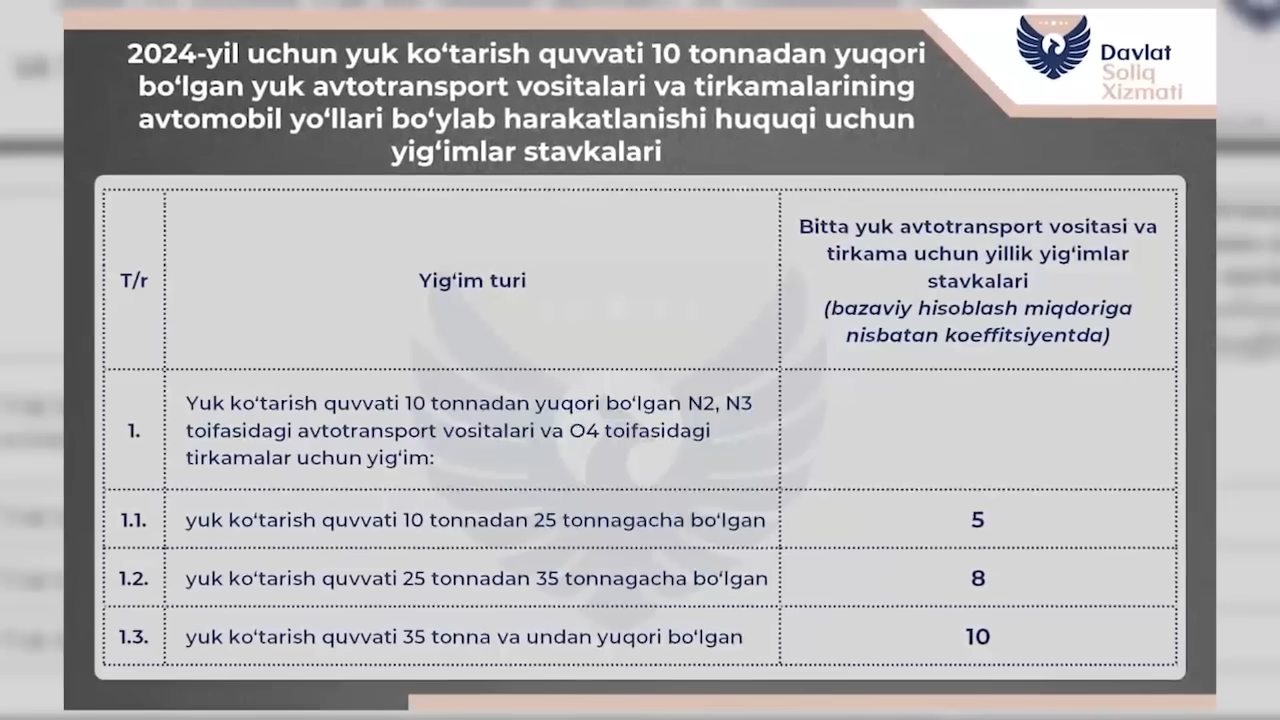 2024-yil uchun yuk ko‘tarish quvvati 10 tonnadan yuqori
bo‘lgan yuk avtotransport vositalari va tirkamalarining
avtomobil yo‘llari bo‘ylab harakatlanishi huquqi uchun
yig‘imlar stavkalari
Davlat
Soliq
Xizmati
T/r
Yig‘im turi
Bitta yuk avtotransport vositasi va
tirkama uchun yillik yig‘imlar
stavkalari
(bazaviy hisoblash miqdoriga
nisbatan koeffitsiyentda)
1.
Yuk ko‘tarish quvvati 10 tonnadan yuqori bo‘lgan N2, N3
toifasidagi avtotransport vositalari va O4 toifasidagi
tirkamalar uchun yig‘im:
1.1.
yuk ko‘tarish quvvati 10 tonnadan 25 tonnagacha bo‘lgan
5
1.2.
yuk ko‘tarish quvvati 25 tonnadan 35 tonnagacha bo‘lgan
8
1.3.
yuk ko‘tarish quvvati 35 tonna va undan yuqori bo‘lgan
10